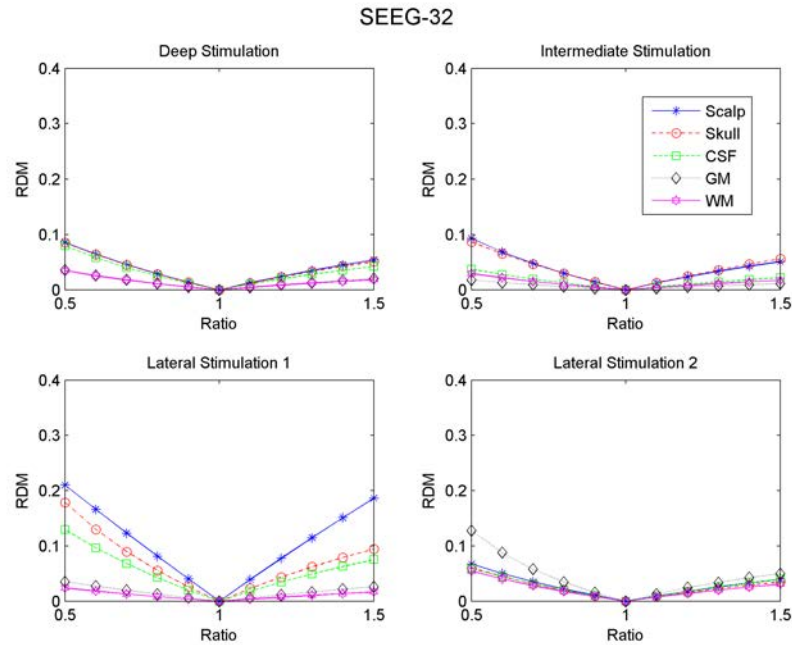 SEEG-32
Deep Stimulation
0.4
0.3
0.2
0.1
0
RDM
0.5
1
1.5
Ratio
Intermediate Stimulation
0.4
0.3
0.2
0.1
0
RDM
0.5
1
1.5
Ratio
Scalp
Skull
CSF
GM
WM
Lateral Stimulation 1
0.4
0.3
0.2
0.1
0
RDM
0.5
1
1.5
Ratio
Lateral Stimulation 2
0.4
0.3
0.2
0.1
0
RDM
0.5
1
1.5
Ratio